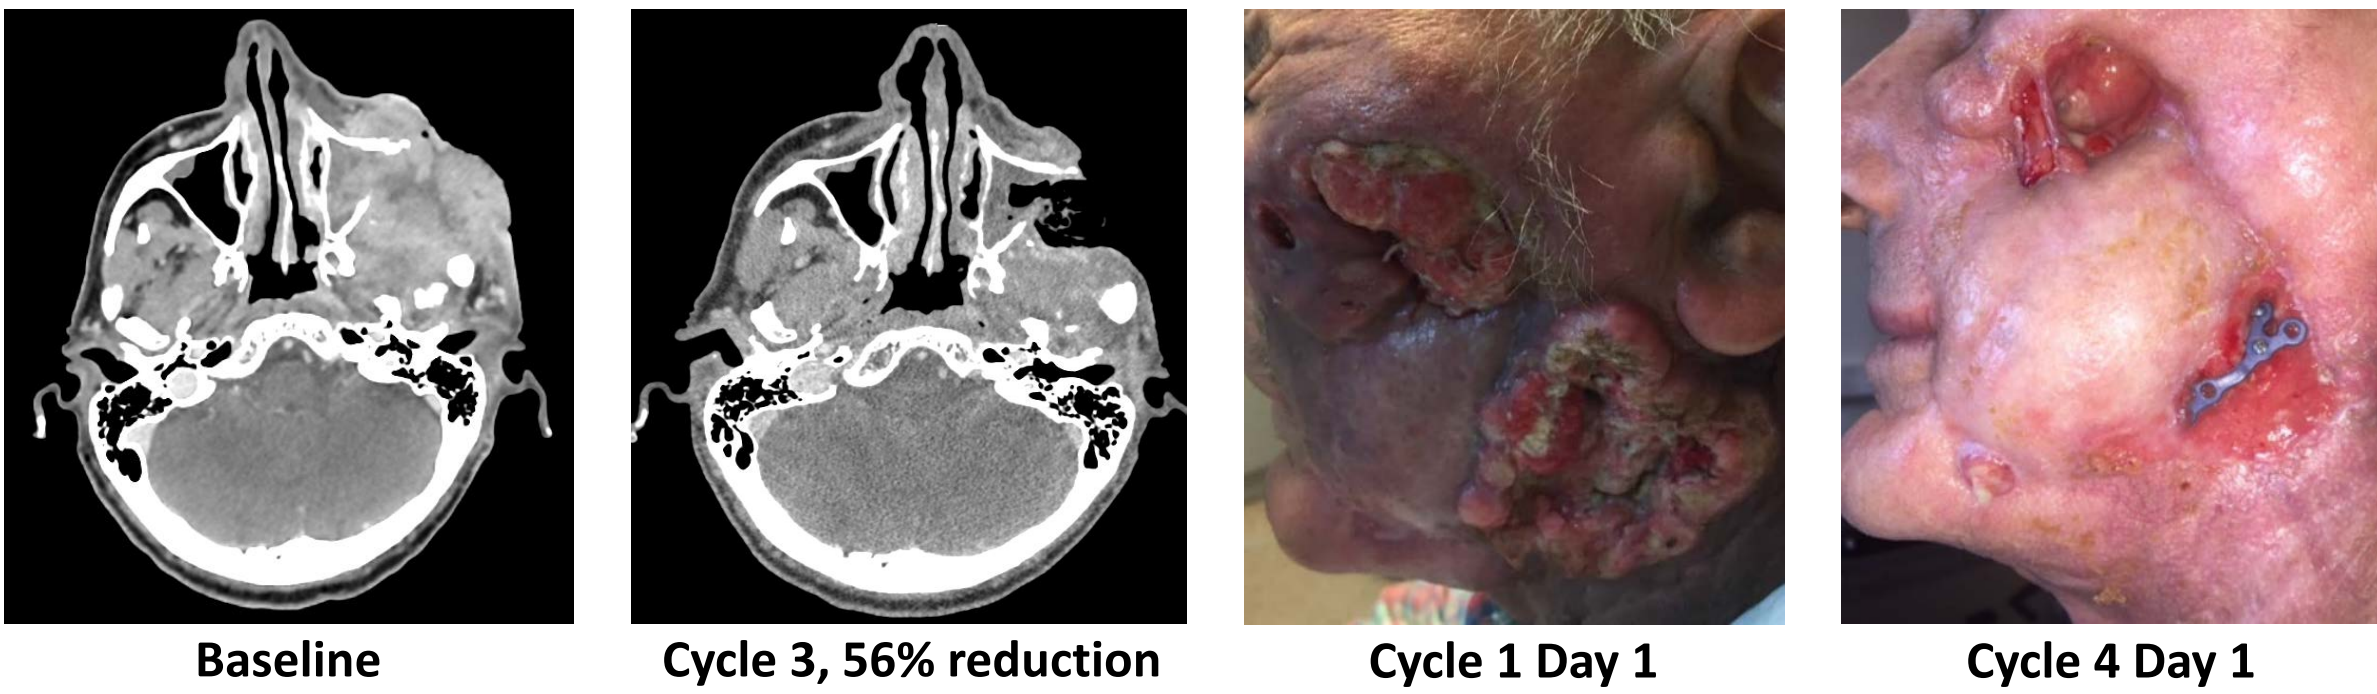 Baseline
Cycle 3, 56% reduction
Cycle 1 Day 1
Cycle 4 Day 1